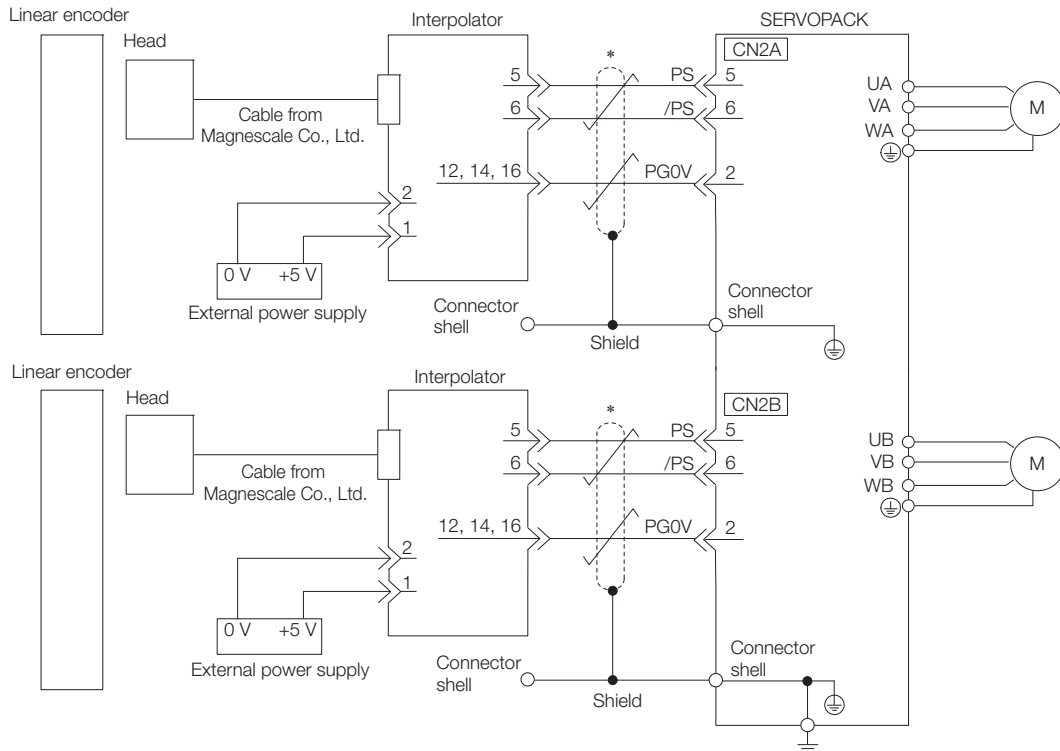 Linear encoder
Head
Interpolator
SERVOPACK
*
CN2A
5
PS
5
6
/PS
6
Cable from
Magnescale Co., Ltd.
12, 14, 16
PG0V
2
2
1
0 V
+5 V
External power supply
Connector
shell
Shield
Connector
shell
UA
VA
WA
M
Linear encoder
Head
Interpolator
*
CN2B
5
PS
5
6
/PS
6
Cable from
Magnescale Co., Ltd.
12, 14, 16
PG0V
2
2
1
0 V
+5 V
External power supply
Connector
shell
Shield
Connector
shell
UB
VB
WB
M